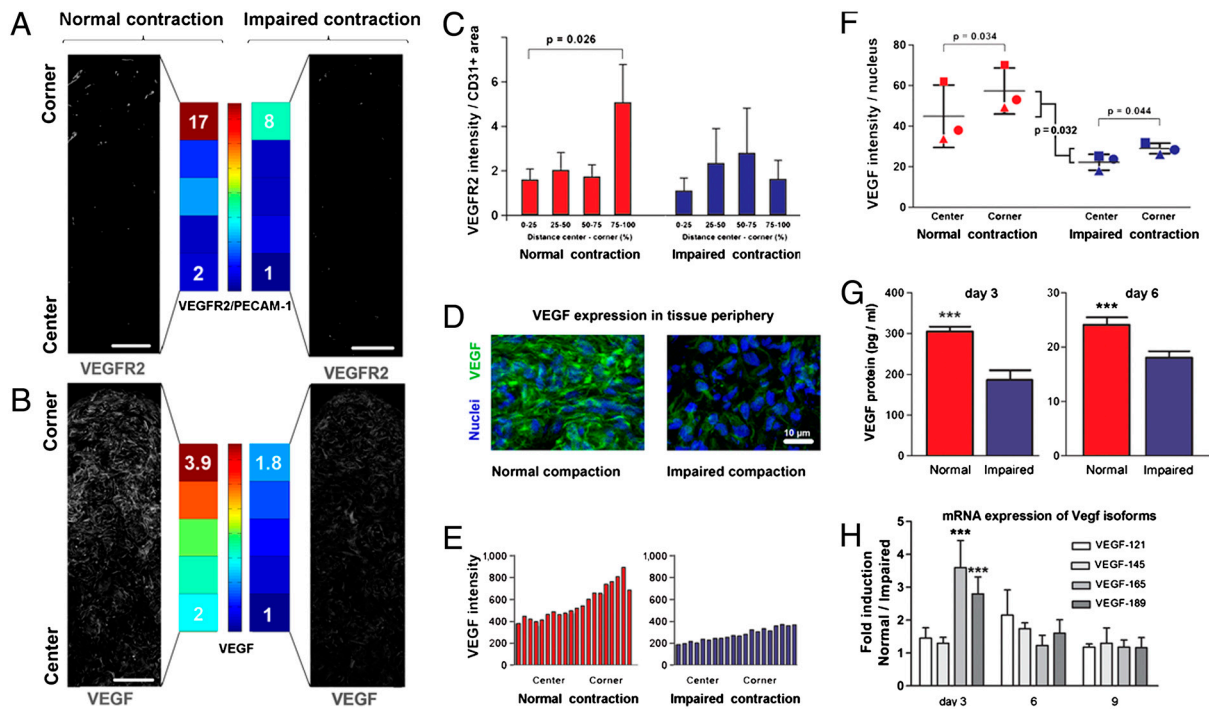 A
Normal contraction
Impaired contraction
Corner
Center
17
2
8
1
VEGFR2/PECAM-1
VEGFR2
VEGFR2
B
Corner
Center
3.9
2
1.8
1
VEGF
VEGF
VEGF
C
VEGFR2 intensity / CD31+ area
p = 0.026
6
4
2
0
0-25 25-50 50-75 75-100
0-25 25-50 50-75 75-100
Distance center - corner (%)
Distance center - corner (%)
Normal contraction
Impaired contraction
D
VEGF expression in tissue periphery
Nuclei VEGF
10 µm
Normal compaction
Impaired compaction
E
VEGF intensity
1,000
800
600
400
200
0
Center Corner
Normal contraction
1,000
800
600
400
200
0
Center Corner
Impaired contraction
F
VEGF intensity / nucleus
80
60
40
20
0
p = 0.034
p = 0.032
p = 0.044
Center Corner Center Corner
Normal contraction
Impaired contraction
G
VEGF protein (pg / ml)
day 3
400
300
200
100
0
***
Normal Impaired
day 6
30
20
10
0
***
Normal Impaired
H
mRNA expression of Vegf isoforms
Fold induction
Normal / Impaired
5
4
3
2
1
0
***
***
VEGF-121
VEGF-145
VEGF-165
VEGF-189
day 3 6 9